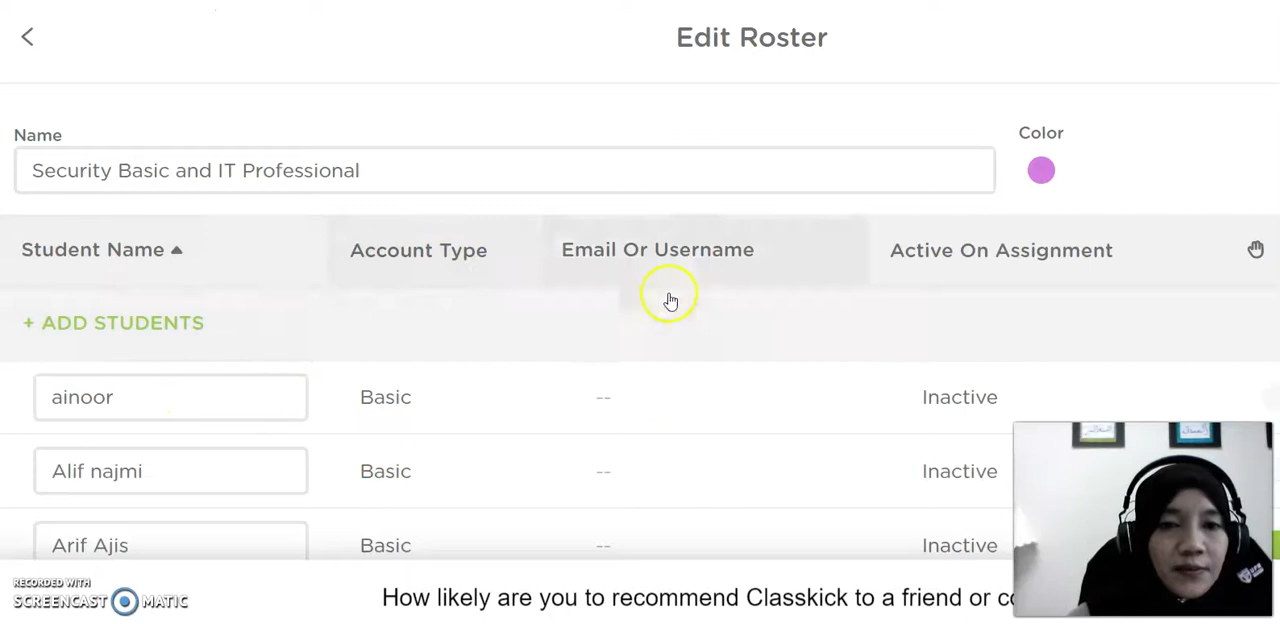 Edit Roster
Name
Color
Security Basic and IT Professional
Student Name Account Type Email Or Username Active On Assignment
+ ADD STUDENTS
ainoor Basic -- Inactive
Alif najmi Basic -- Inactive
Arif Ajis Basic -- Inactive
RECORDED WITH
SCREENCAST MATIC
How likely are you to recommend Classkick to a friend or co